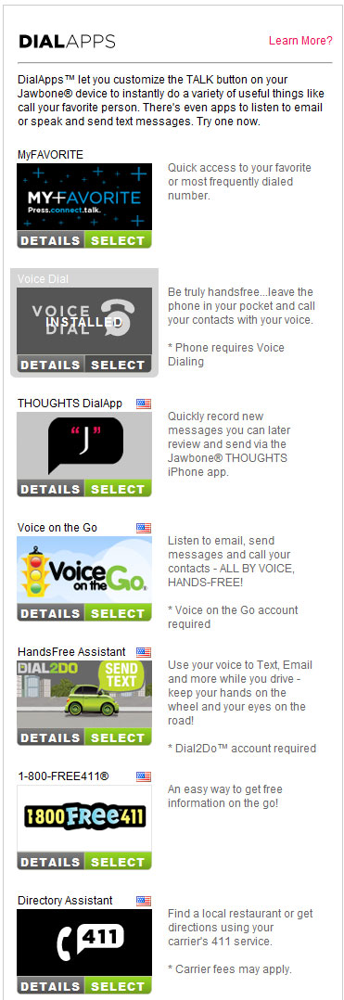 DIALAPPS
Learn More?
DialApps™ let you customize the TALK button on your
Jawbone® device to instantly do a variety of useful things like
call your favorite person. There's even apps to listen to email
or speak and send text messages. Try one now.
MyFAVORITE
MY+FAVORITE
Press.connect.talk.
DETAILS SELECT
Quick access to your favorite
or most frequently dialed
number.
Voice Dial
VOICE
DIAL
INSTALLED
DETAILS SELECT
Be truly handsfree...leave the
phone in your pocket and call
your contacts with your voice.
* Phone requires Voice
Dialing
THOUGHTS DialApp
“J”
DETAILS SELECT
Quickly record new
messages you can later
review and send via the
Jawbone® THOUGHTS
iPhone app.
Voice on the Go
Voice
on the Go®
DETAILS SELECT
Listen to email, send
messages and call your
contacts - ALL BY VOICE,
HANDS-FREE!
* Voice on the Go account
required
HandsFree Assistant
DIAL2DO
SEND
TEXT
DETAILS SELECT
Use your voice to Text, Email
and more while you drive -
keep your hands on the
wheel and your eyes on the
road!
* Dial2Do™ account required
1-800-FREE411®
1800FREE411
DETAILS SELECT
An easy way to get free
information on the go!
Directory Assistant
411
DETAILS SELECT
Find a local restaurant or get
directions using your
carrier's 411 service.
* Carrier fees may apply.